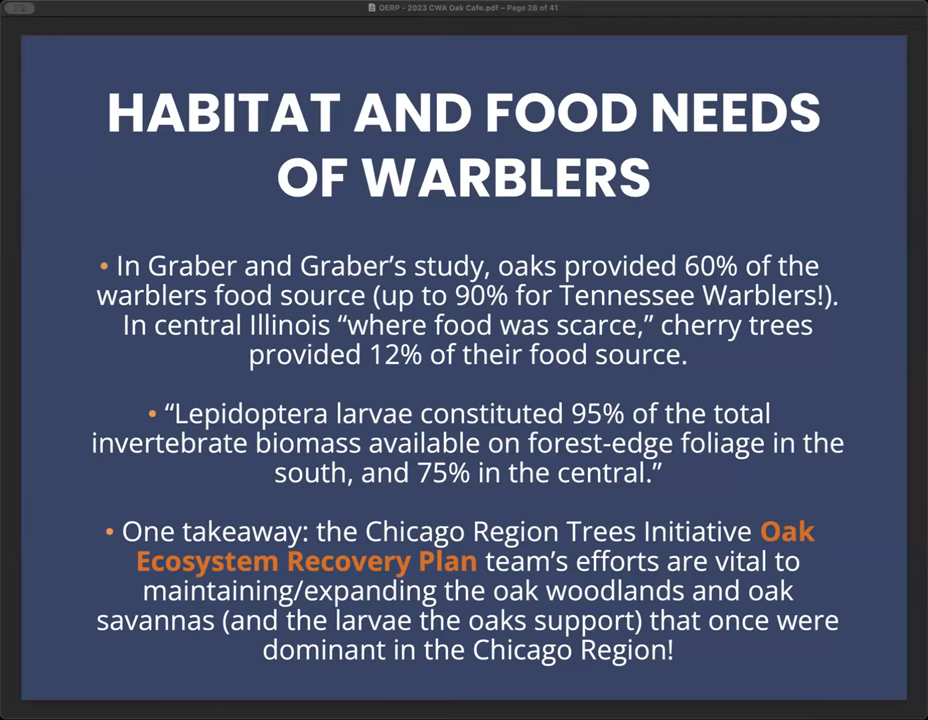 OERP - 2023 CWA Oak Cafe.pdf – Page 28 of 41
HABITAT AND FOOD NEEDS
OF WARBLERS
• In Graber and Graber’s study, oaks provided 60% of the
warblers food source (up to 90% for Tennessee Warblers!).
In central Illinois “where food was scarce,” cherry trees
provided 12% of their food source.
• “Lepidoptera larvae constituted 95% of the total
invertebrate biomass available on forest-edge foliage in the
south, and 75% in the central.”
• One takeaway: the Chicago Region Trees Initiative Oak
Ecosystem Recovery Plan team’s efforts are vital to
maintaining/expanding the oak woodlands and oak
savannas (and the larvae the oaks support) that once were
dominant in the Chicago Region!